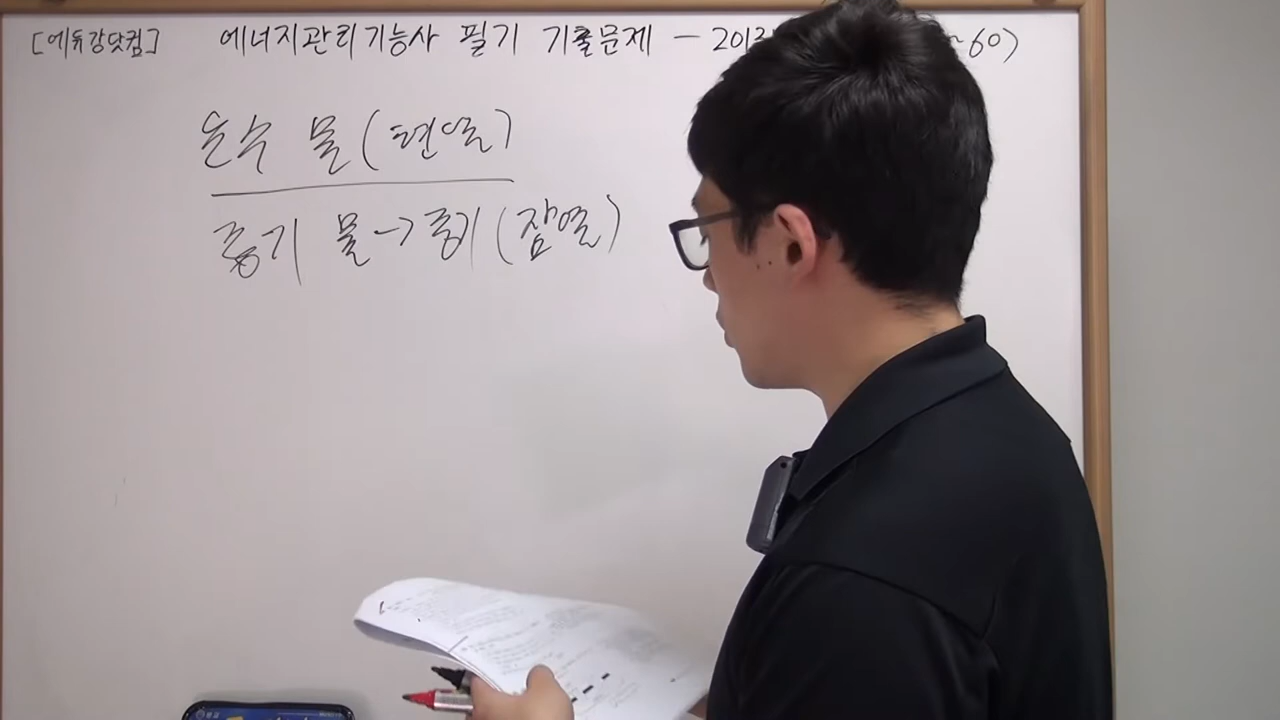 [에듀강닷컴] 에너지관리기능사 필기 기출문제 - 2013 ~60)
온수 물 (현열)
증기 물→증기 (잠열)